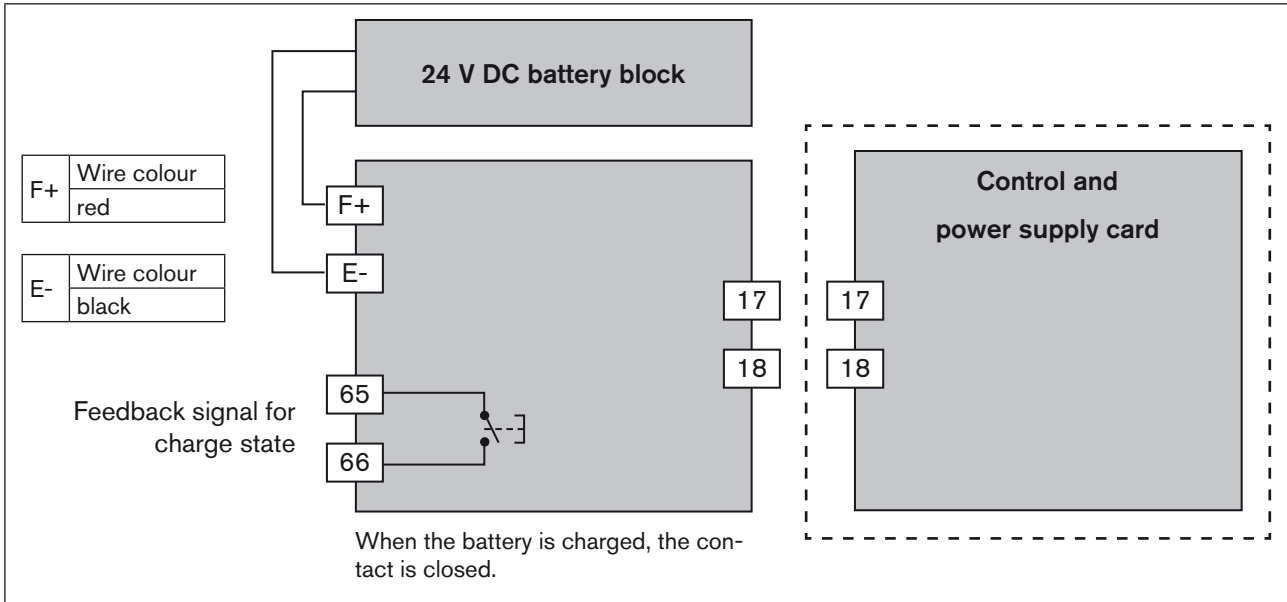 24 V DC battery block
F+
Wire colour
red
E-
Wire colour
black
F+
E-
65
66
Feedback signal for
charge state
17
18
When the battery is charged, the con-
tact is closed.
Control and
power supply card
17
18